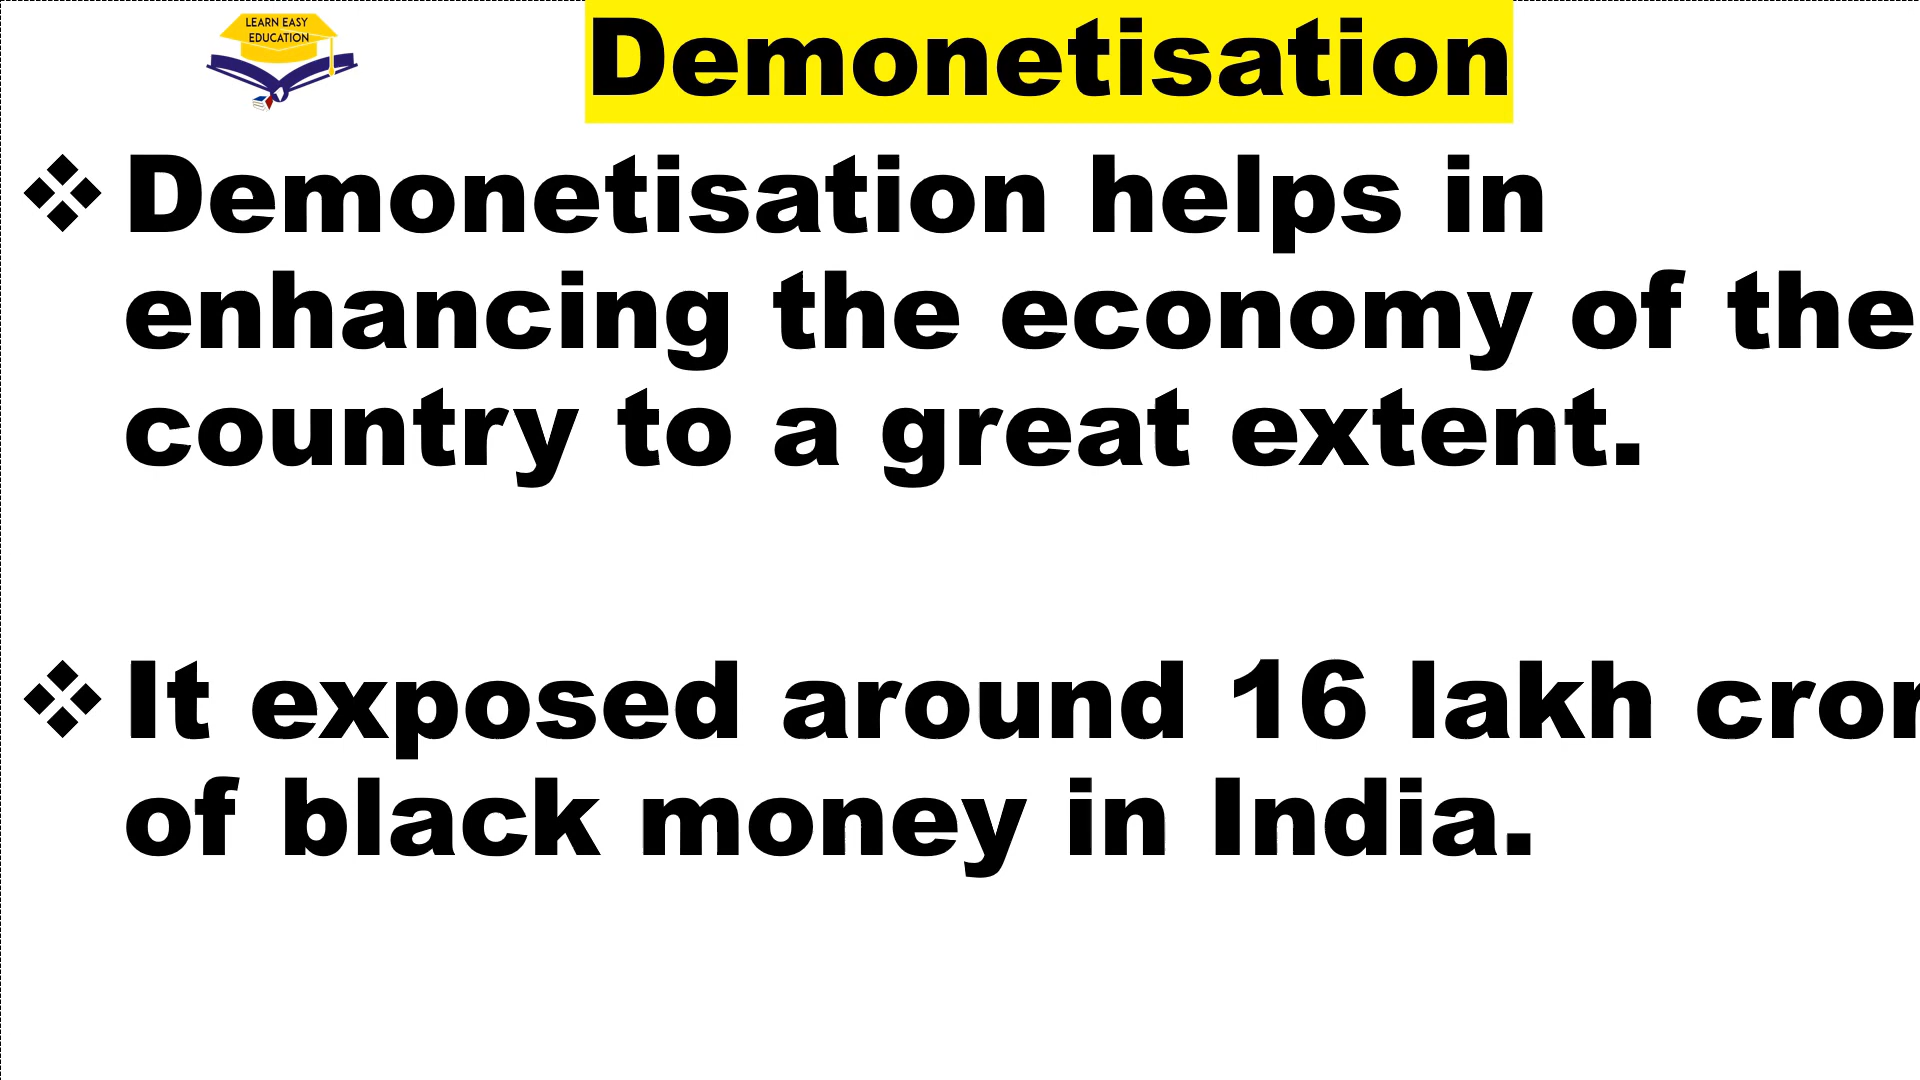 LEARN EASY
EDUCATION
Demonetisation
❖ Demonetisation helps in
enhancing the economy of the
country to a great extent.
❖ It exposed around 16 lakh
of black money in India.